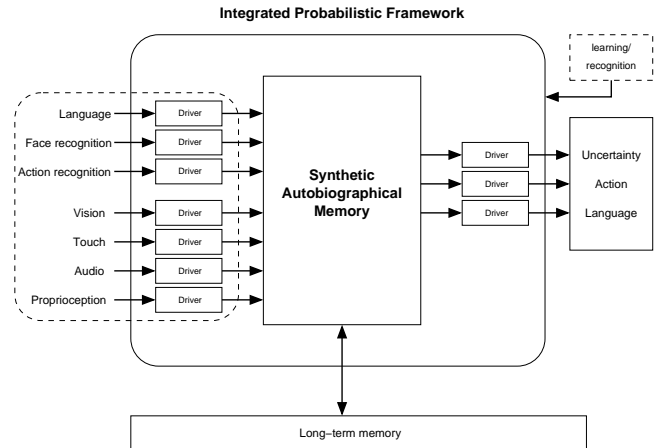 Integrated Probabilistic Framework
learning/
recognition
Language
Driver
Face recognition
Driver
Action recognition
Driver
Vision
Driver
Touch
Driver
Audio
Driver
Proprioception
Driver
Synthetic
Autobiographical
Memory
Driver
Uncertainty
Driver
Action
Driver
Language
Long−term memory